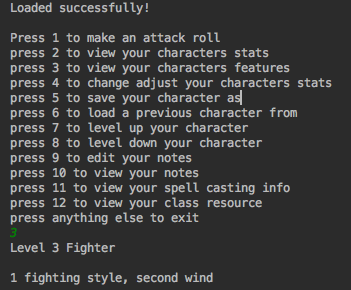 Loaded successfully!
Press 1 to make an attack roll
press 2 to view your characters stats
Press 3 to view your characters features
Press 4 to change adjust your characters stats
press 5 to save your character as
press 6 to load a previous character from
press 7 to level up your character
press 8 to level down your character
press 9 to edit your notes
press 10 to view your notes
press 11 to view your spell casting info
press 12 to view your class resource
press anything else to exit
3
Level 3 Fighter
1 fighting style, second wind